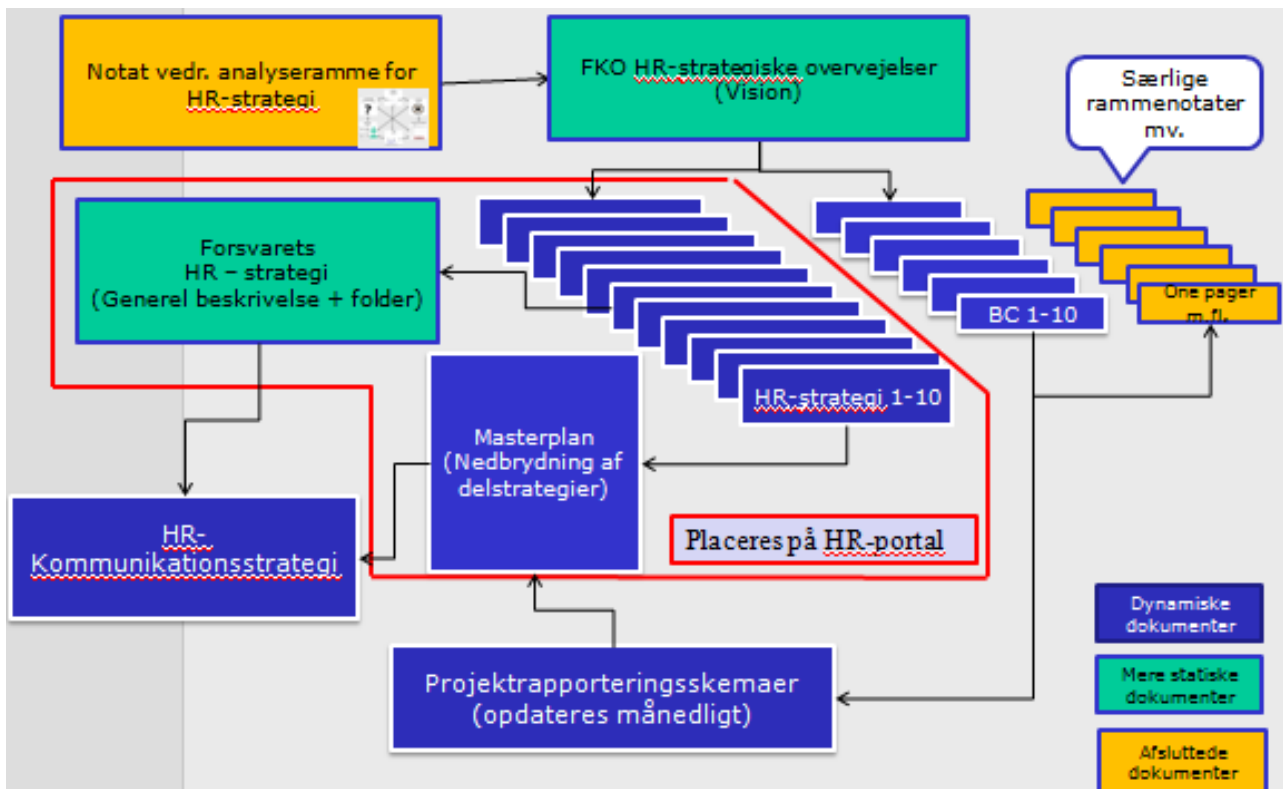 Notat vedr. analyseramme for
HR-strategi
FKO HR-strategiske overvejelser
(Vision)
Særlige
rammenotater
mv.
Forsvarets
HR – strategi
(Generel beskrivelse + folder)
One pager
m.fl.
BC 1-10
HR-strategi 1-10
Masterplan
(Nedbrydning af
delstrategier)
Placeres på HR-portal
HR-
Kommunikationsstrategi
Projektrapporteringsskemaer
(opdateres månedligt)
Dynamiske
dokumenter
Mere statiske
dokumenter
Afsluttede
dokumenter